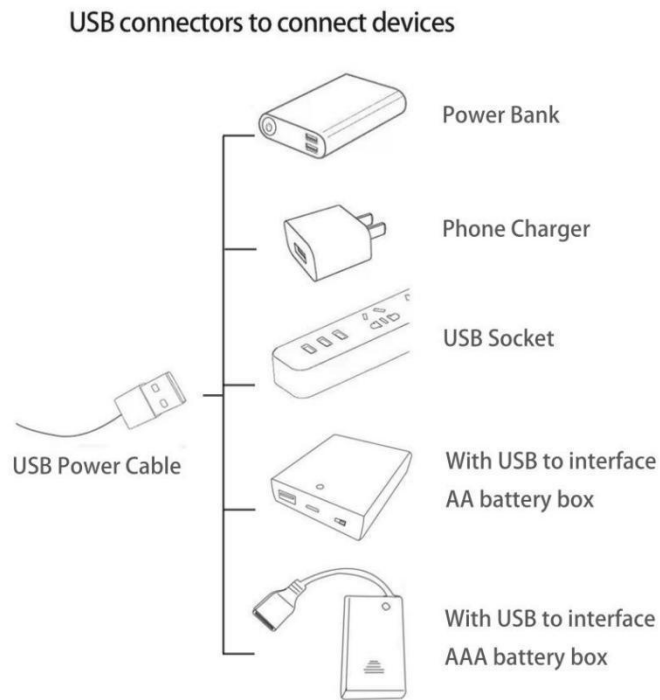 USB connectors to connect devices
Power Bank
Phone Charger
USB Socket
USB Power Cable
With USB to interface
AA battery box
With USB to interface
AAA battery box